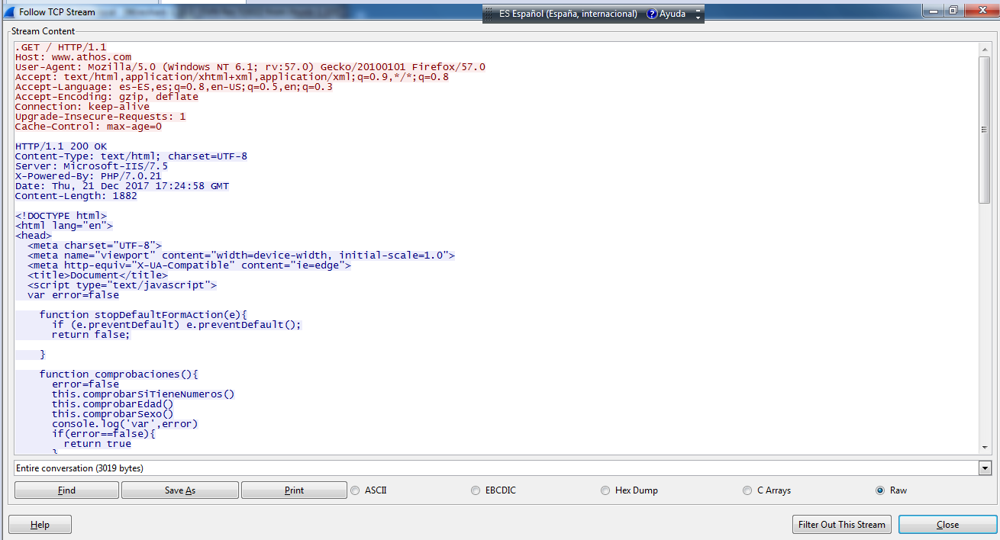 Follow TCP Stream
ES Español (España, internacional) ? Ayuda
Stream Content
.GET / HTTP/1.1
Host: www.athos.com
User-Agent: Mozilla/5.0 (Windows NT 6.1; rv:57.0) Gecko/20100101 Firefox/57.0
Accept: text/html,application/xhtml+xml,application/xml;q=0.9,*/*;q=0.8
Accept-Language: es-ES,es;q=0.8,en-US;q=0.5,en;q=0.3
Accept-Encoding: gzip, deflate
Connection: keep-alive
Upgrade-Insecure-Requests: 1
Cache-Control: max-age=0
HTTP/1.1 200 OK
Content-Type: text/html; charset=UTF-8
Server: Microsoft-IIS/7.5
X-Powered-By: PHP/7.0.21
Date: Thu, 21 Dec 2017 17:24:58 GMT
Content-Length: 1882
<!DOCTYPE html>
<html lang="en">
<head>
<meta charset="UTF-8">
<meta name="viewport" content="width=device-width, initial-scale=1.0">
<meta http-equiv="X-UA-Compatible" content="ie=edge">
<title>Document</title>
<script type="text/javascript">
var error=false
function stopDefaultFormAction(e){
if (e.preventDefault) e.preventDefault();
return false;
}
function comprobaciones(){
error=false
this.comprobarSiTieneNumeros()
this.comprobarEdad()
this.comprobarSexo()
console.log('var',error)
if(error==false){
return true
}
Entire conversation (3019 bytes)
Find
Save As
Print
ASCII
EBCDIC
Hex Dump
C Arrays
Raw
Help
Filter Out This Stream
Close